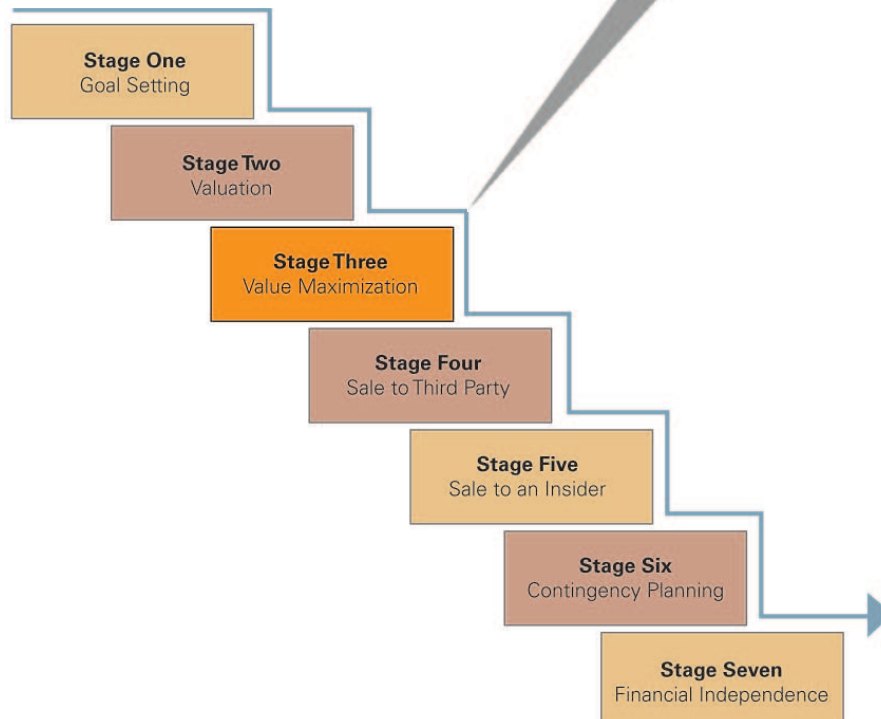 Stage One
Goal Setting
Stage Two
Valuation
Stage Three
Value Maximization
Stage Four
Sale to Third Party
Stage Five
Sale to an Insider
Stage Six
Contingency Planning
Stage Seven
Financial Independence